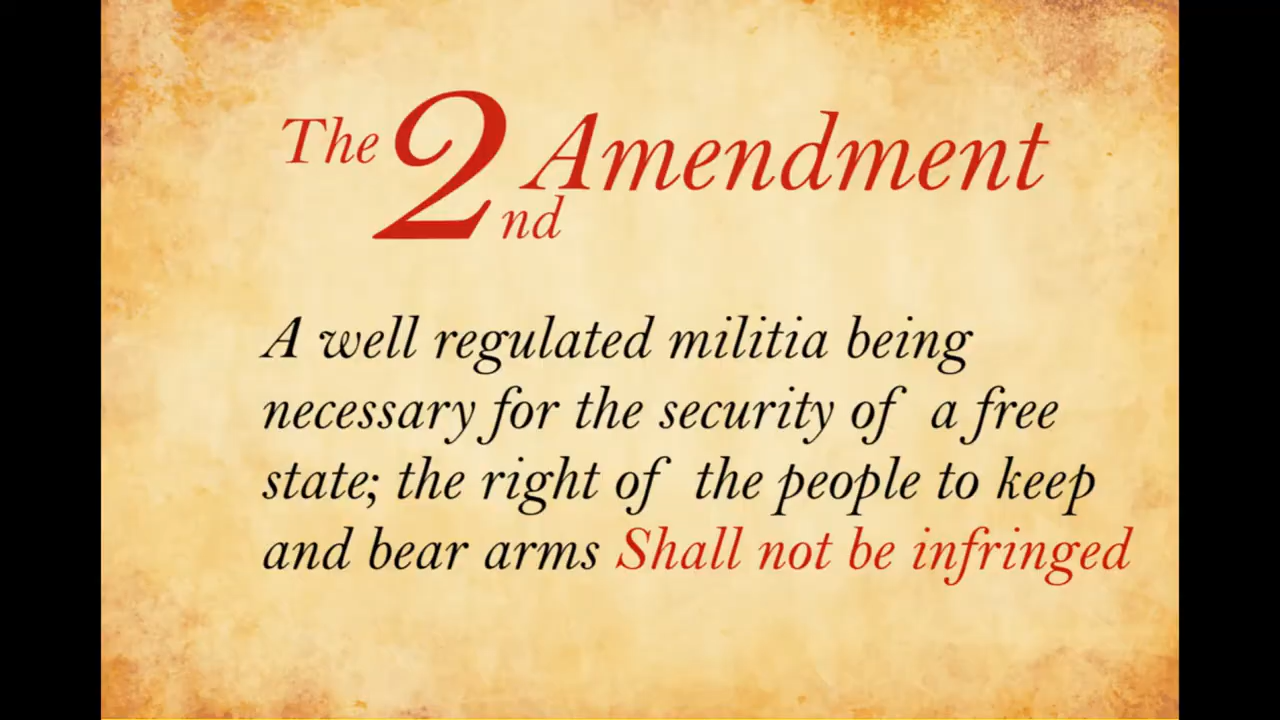 The 2nd Amendment
A well regulated militia being
necessary for the security of a free
state; the right of the people to keep
and bear arms Shall not be infringed